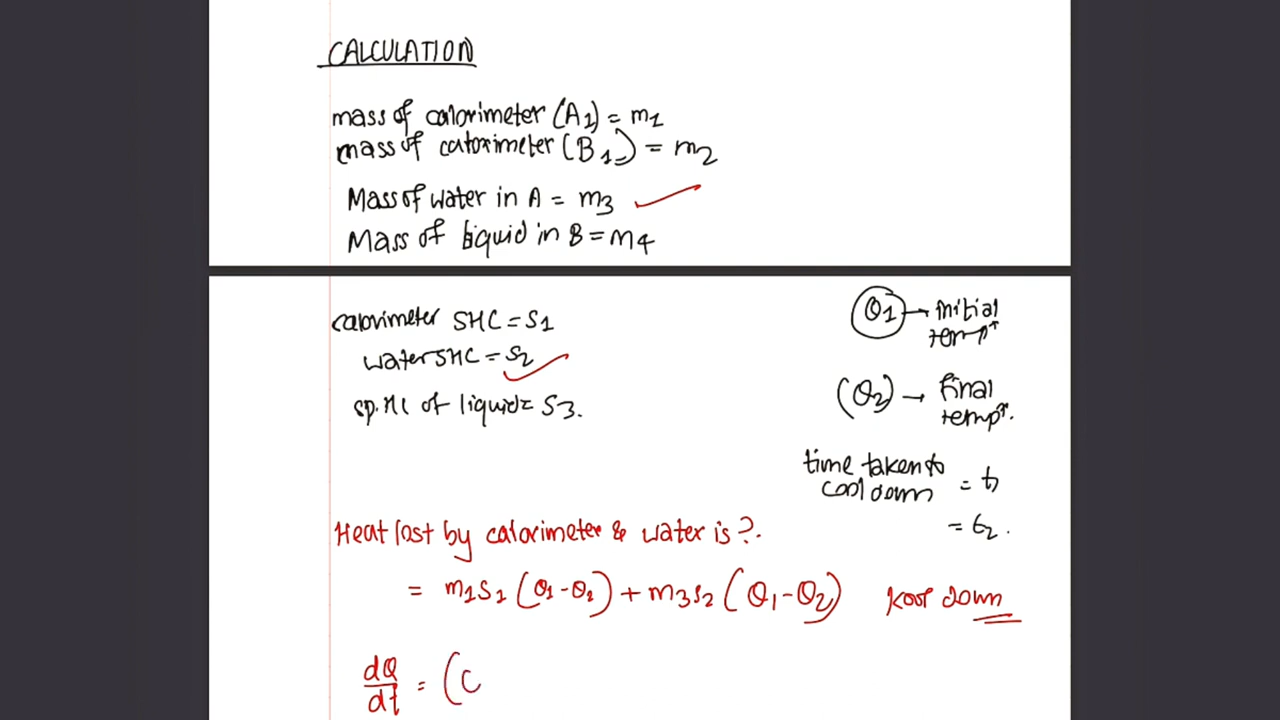 CALCULATION
mass of calorimeter (A1) = m1
mass of calorimeter (B1) = m2
Mass of water in A = m3
Mass of liquid in B = m4
calorimeter SHC = S1
water SHC = S2
sp. HC of liquid = S3.
θ1 → initial
temp↑
(θ2) → final
temp↑.
time taken to
cool down = t1
= t2.
Heat lost by calorimeter & water is?
= m1s1 (θ1-θ2) + m3s2 (θ1-θ2) Kool down
dQ
dt = (